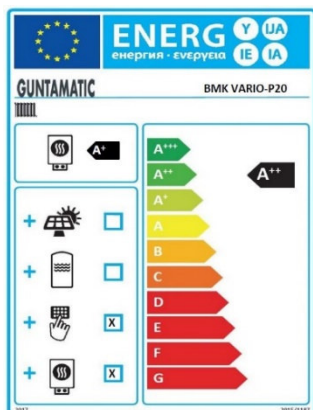 ENERG Y IJA
енергия · ενεργεια IE IA
GUNTAMATIC BMK VARIO-P20
A+
A+++
A++ A++
A+
A
B
+ C
+ D
+ X E
F
+ X G